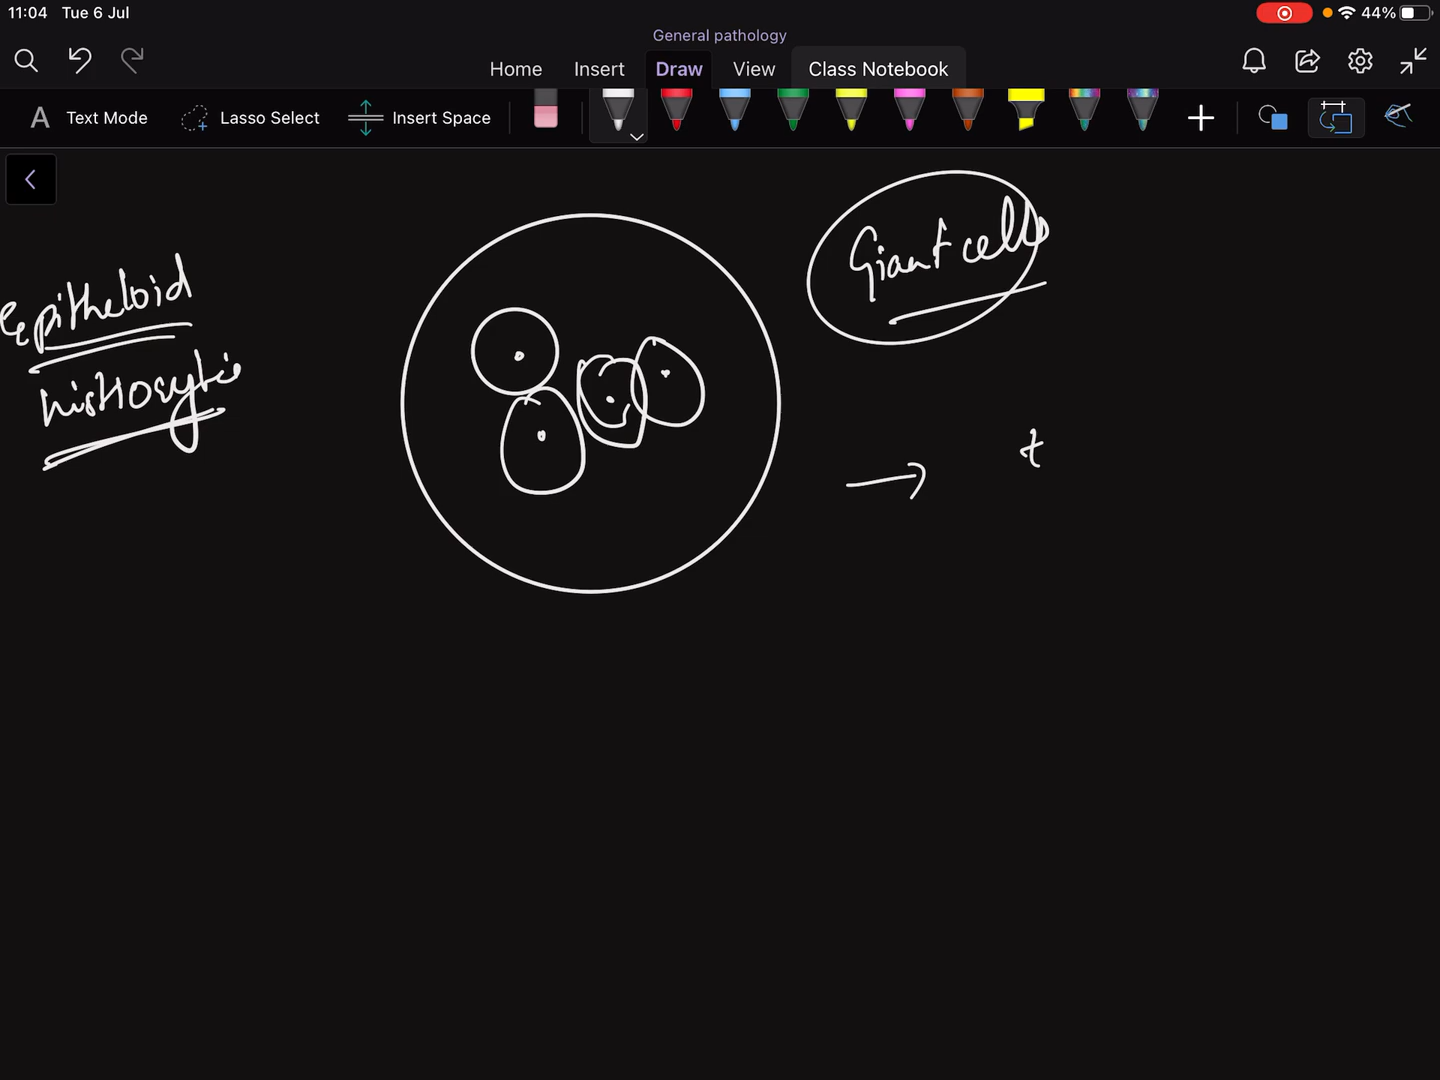 11:04 Tue 6 Jul
44%
General pathology
Home Insert Draw View Class Notebook
A Text Mode Lasso Select Insert Space
Giant cells
Epitheloid
histiocytic
t